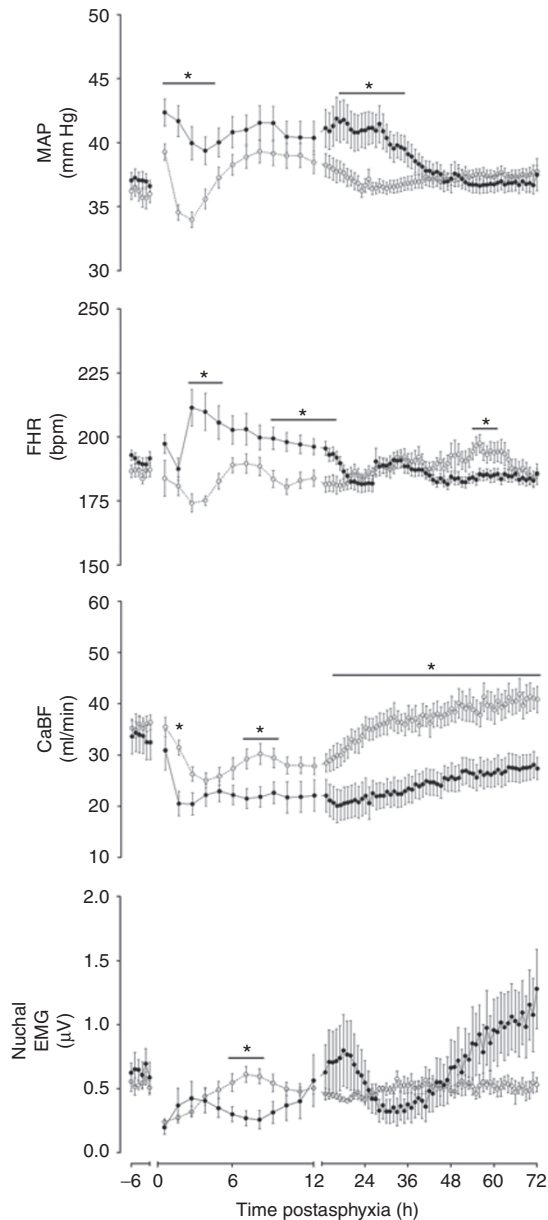 50
45
40
35
30
MAP
(mm Hg)
*
*
250
225
200
175
150
FHR
(bpm)
*
*
*
60
50
40
30
20
10
CaBF
(ml/min)
*
*
*
2.0
1.5
1.0
0.5
0.0
Nuchal
EMG
(μV)
*
–6 0 6 12 24 36 48 60 72
Time postasphyxia (h)